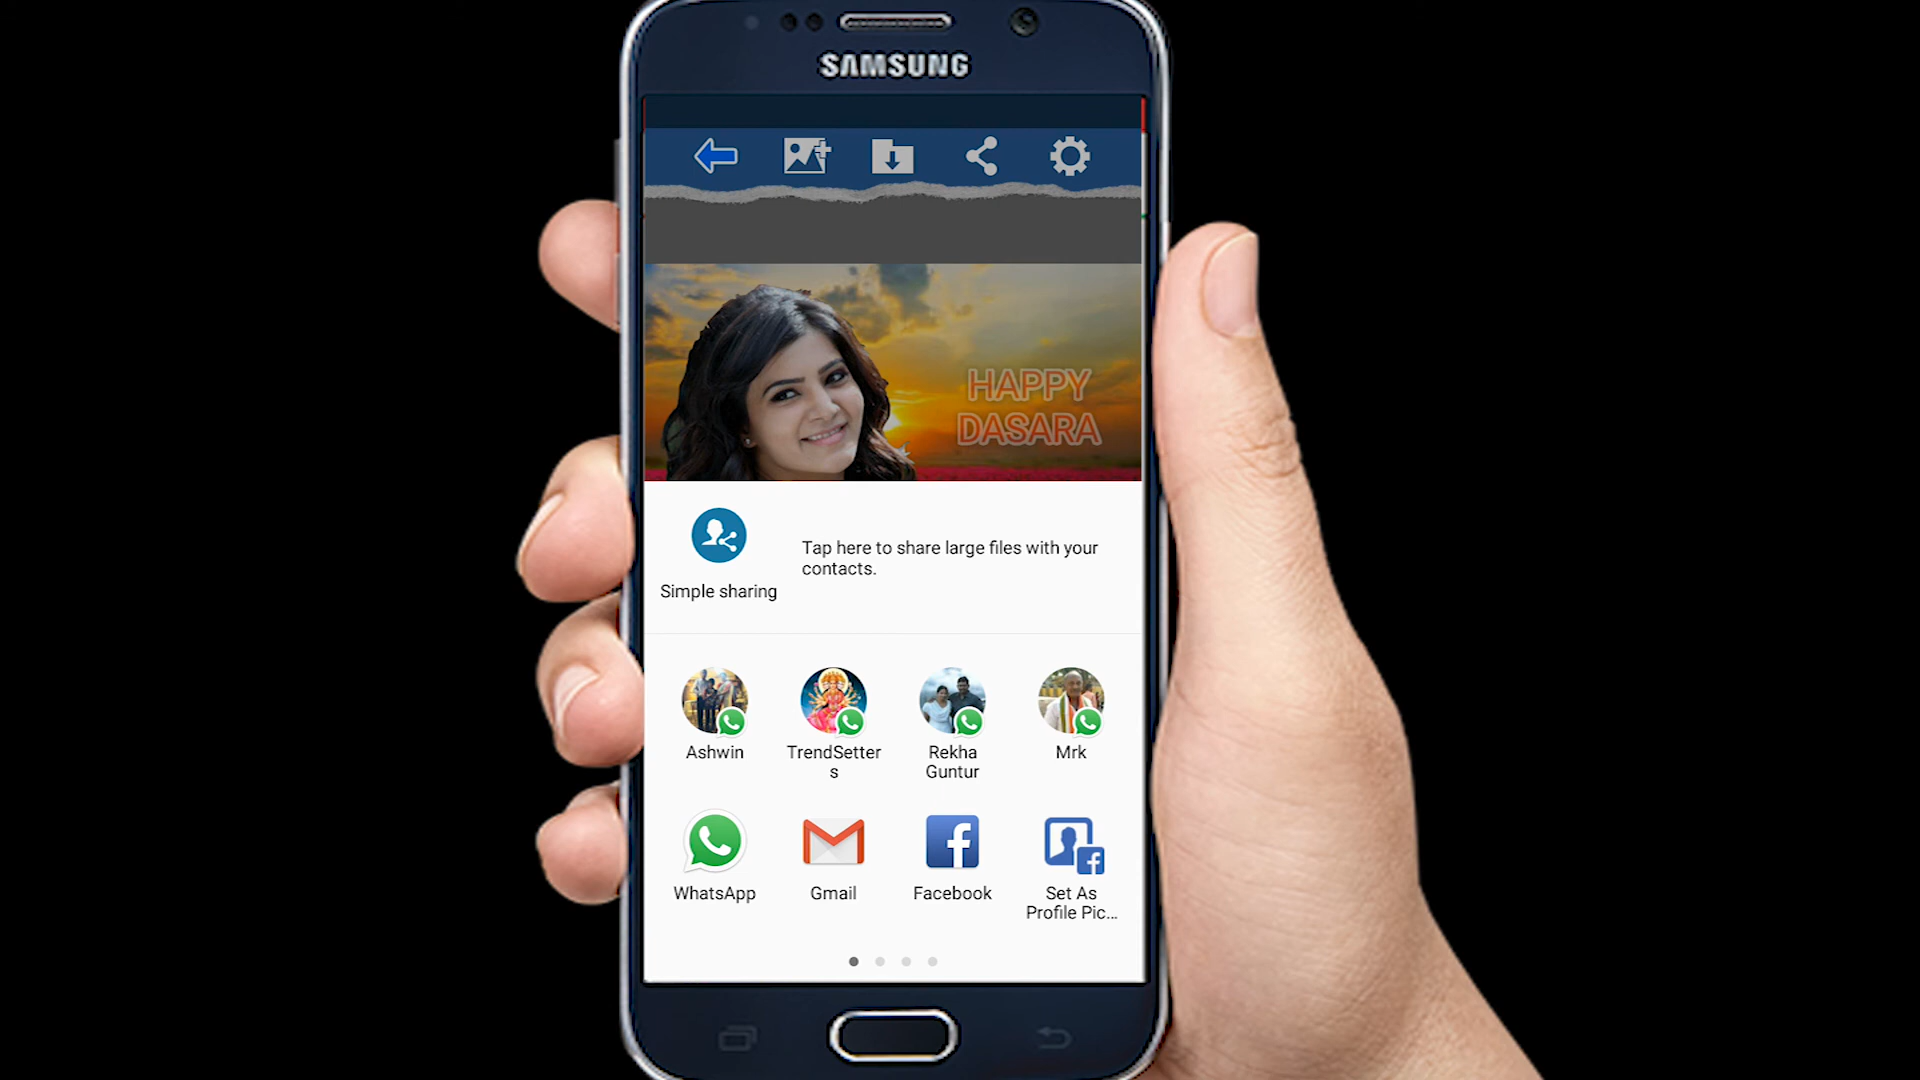 SAMSUNG
HAPPY
DASARA
Tap here to share large files with your
contacts.
Simple sharing
Ashwin
TrendSetter
s
Rekha
Guntur
Mrk
WhatsApp
Gmail
Facebook
Set As
Profile Pic...